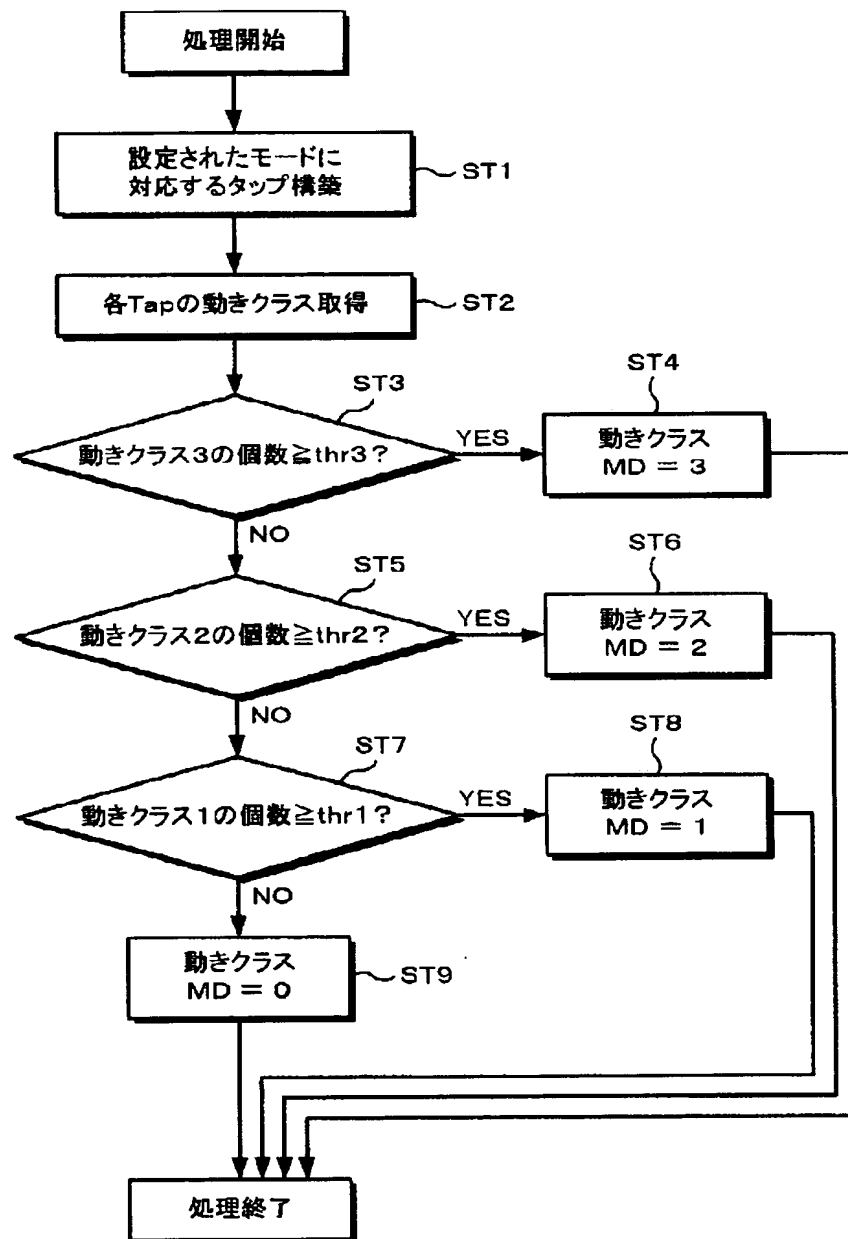 処理開始
設定されたモードに
対応するタップ構築
ST1
各Tapの動きクラス取得
ST2
ST3
動きクラス3の個数≧thr3?
YES
ST4
動きクラス
MD = 3
NO
ST5
動きクラス2の個数≧thr2?
YES
ST6
動きクラス
MD = 2
NO
ST7
動きクラス1の個数≧thr1?
YES
ST8
動きクラス
MD = 1
NO
動きクラス
MD = 0
ST9
処理終了